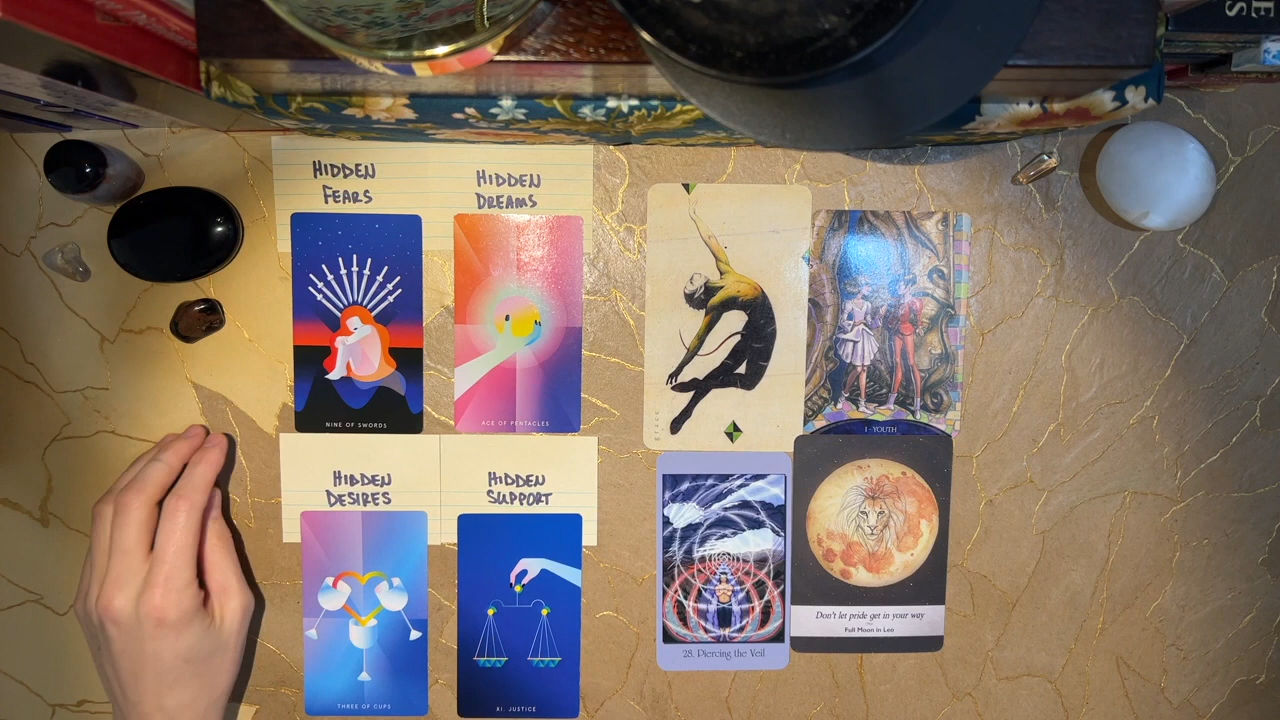 HIDDEN
FEARS
HIDDEN
DREAMS
NINE OF SWORDS
ACE OF PENTACLES
HIDDEN
DESIRES
HIDDEN
SUPPORT
THREE OF CUPS
XI. JUSTICE
grace
I - YOUTH
28. Piercing the Veil
Don't let pride get in your way
Full Moon in Leo